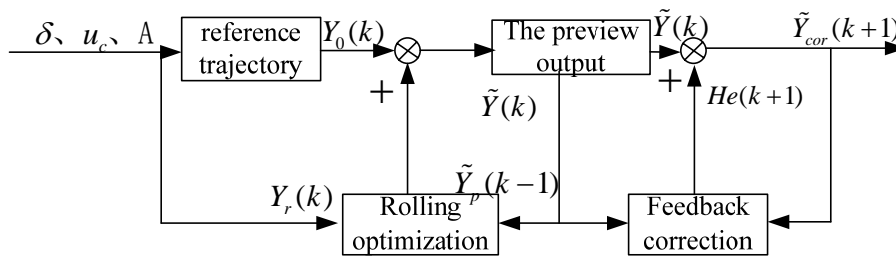 δ、u_c、A
reference
trajectory
Y_0(k)
+
The preview
output
Ỹ(k)
+
Ỹ_cor(k+1)
Ỹ(k)
He(k+1)
Y_r(k)
Rolling
optimization
Ỹ_p(k−1)
Feedback
correction